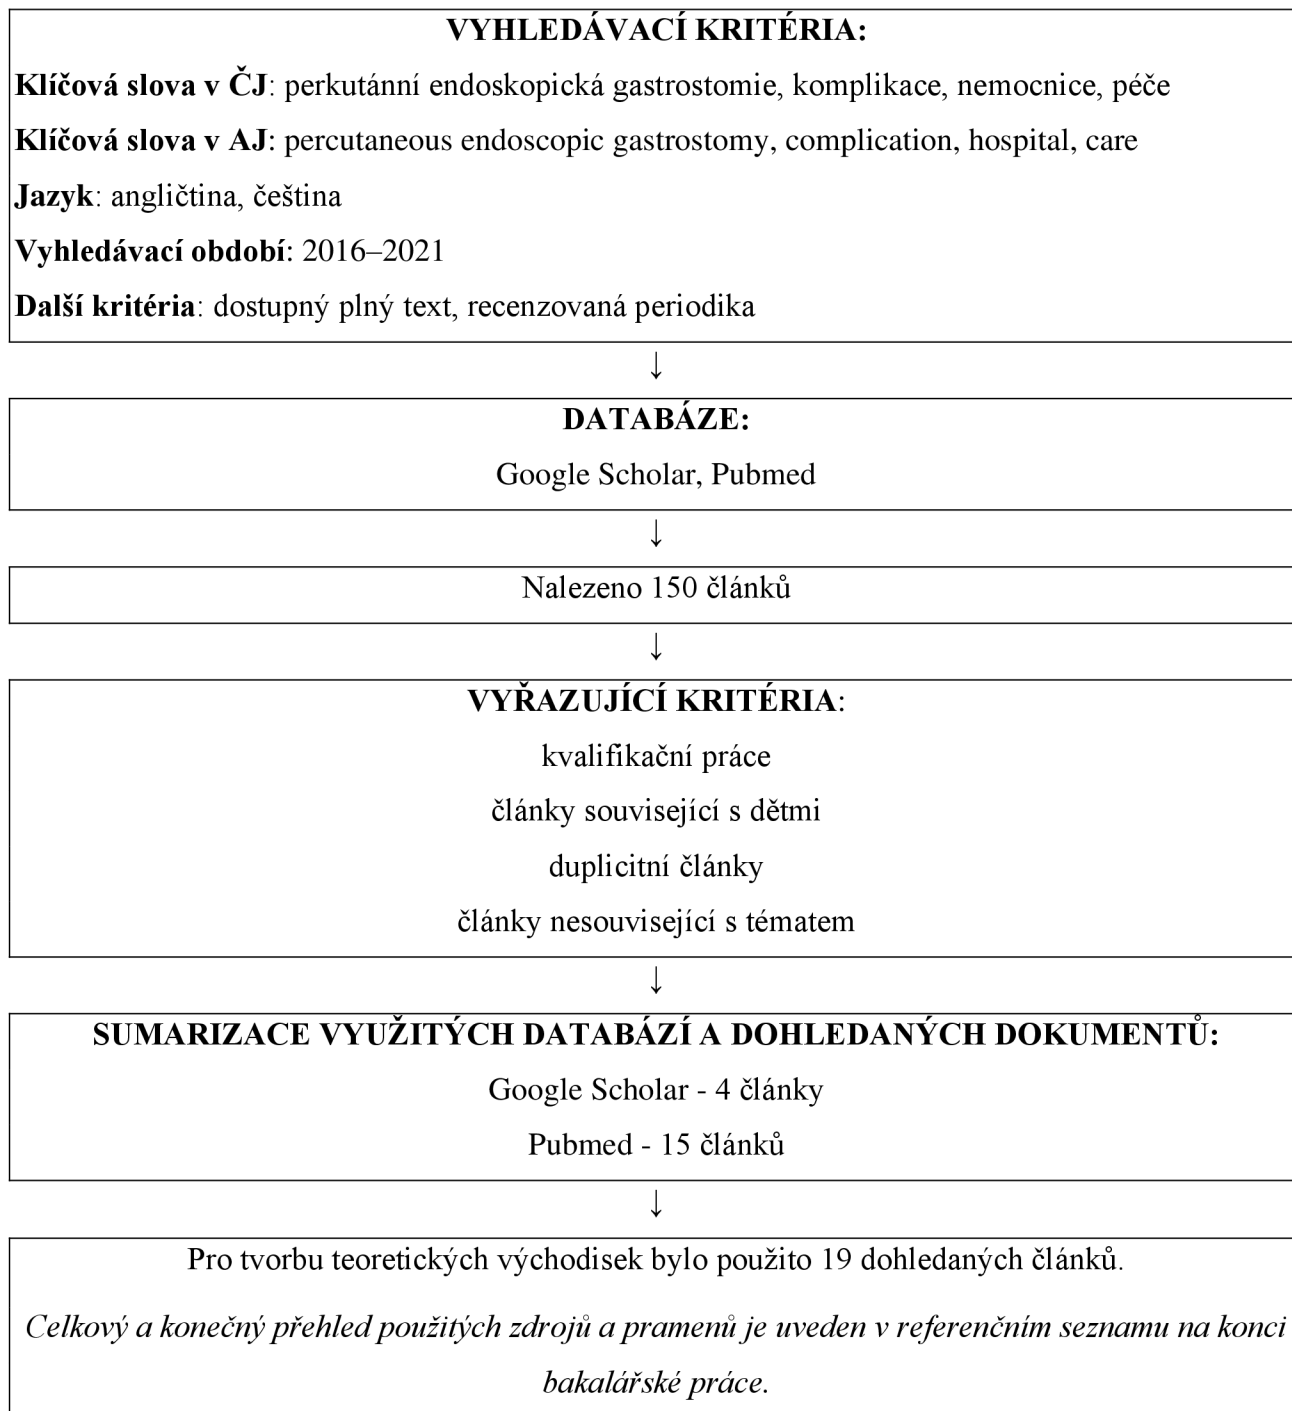 VYHLEDÁVACÍ KRITÉRIA:
Klíčová slova v ČJ: perkutánní endoskopická gastrostomie, komplikace, nemocnice, péče
Klíčová slova v AJ: percutaneous endoscopic gastrostomy, complication, hospital, care
Jazyk: angličtina, čeština
Vyhledávací období: 2016–2021
Další kritéria: dostupný plný text, recenzovaná periodika
↓
DATABÁZE:
Google Scholar, Pubmed
↓
Nalezeno 150 článků
↓
VYŘAZUJÍCÍ KRITÉRIA:
kvalifikační práce
články související s dětmi
duplicitní články
články nesouvisející s tématem
↓
SUMARIZACE VYUŽITÝCH DATABÁZÍ A DOHLEDANÝCH DOKUMENTŮ:
Google Scholar - 4 články
Pubmed - 15 článků
↓
Pro tvorbu teoretických východisek bylo použito 19 dohledaných článků.
Celkový a konečný přehled použitých zdrojů a pramenů je uveden v referenčním seznamu na konci
bakalářské práce.